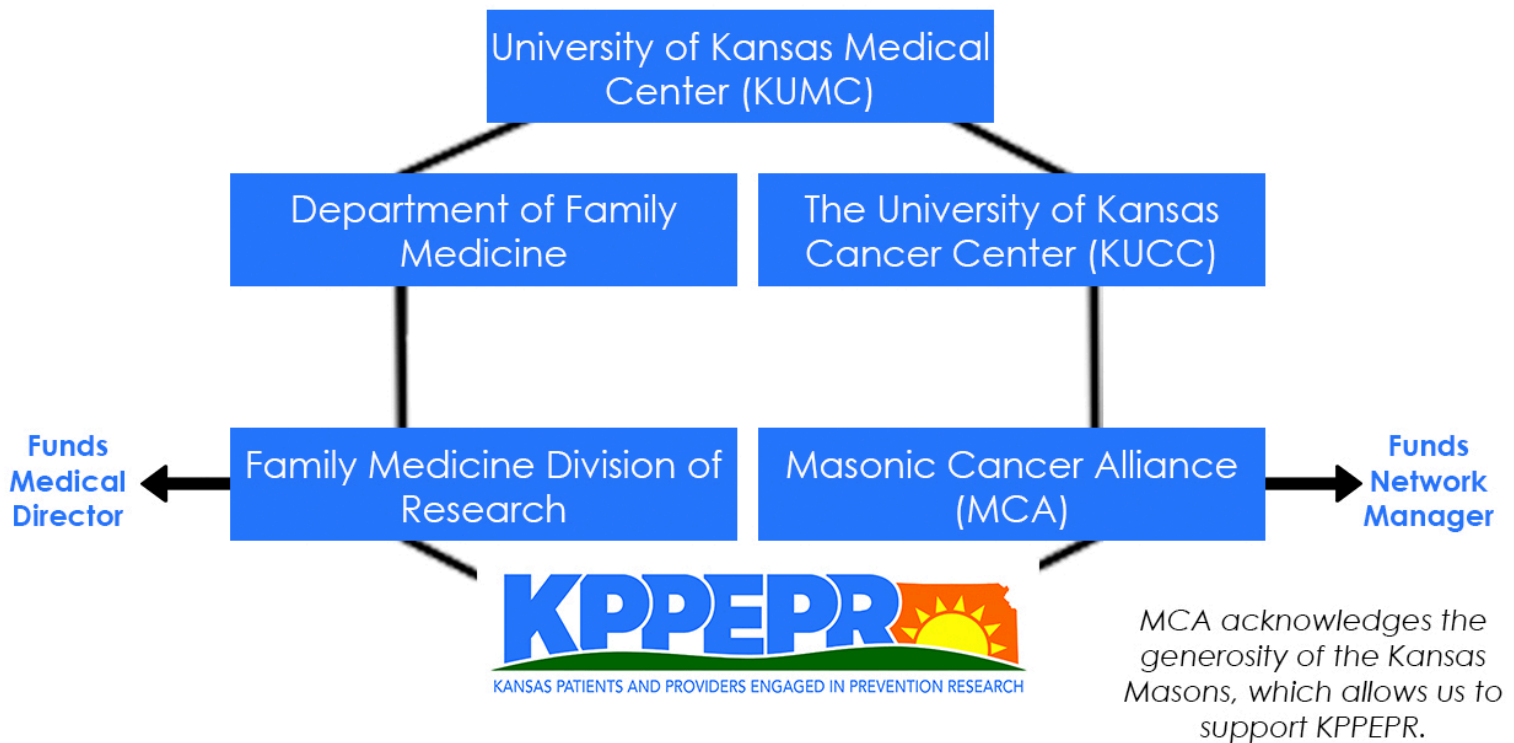 University of Kansas Medical
Center (KUMC)
Department of Family
Medicine
The University of Kansas
Cancer Center (KUCC)
Funds
Medical
Director
Family Medicine Division of
Research
Masonic Cancer Alliance
(MCA)
Funds
Network
Manager
KPPEPR
KANSAS PATIENTS AND PROVIDERS ENGAGED IN PREVENTION RESEARCH
MCA acknowledges the
generosity of the Kansas
Masons, which allows us to
support KPPEPR.